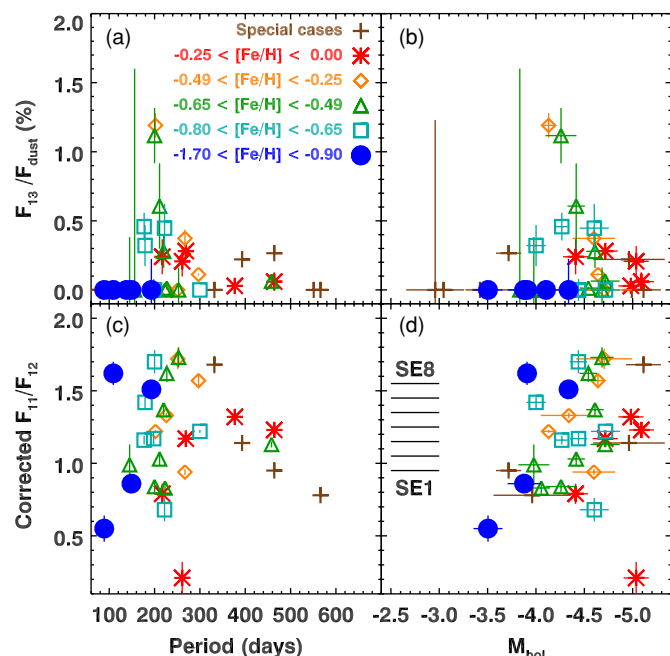 2.0
(a)
Special cases
(b)
-0.25 < [Fe/H] < 0.00
1.5
-0.49 < [Fe/H] < -0.25
-0.65 < [Fe/H] < -0.49
-0.80 < [Fe/H] < -0.65
1.0
-1.70 < [Fe/H] < -0.90
F13/Fdust (%)
0.5
0.0
2.0
(c)
(d)
SE8
1.5
1.0
SE1
0.5
Corrected F11/F12
100 200 300 400 500 600
-2.5 -3.0 -3.5 -4.0 -4.5 -5.0
Period (days)
Mbol